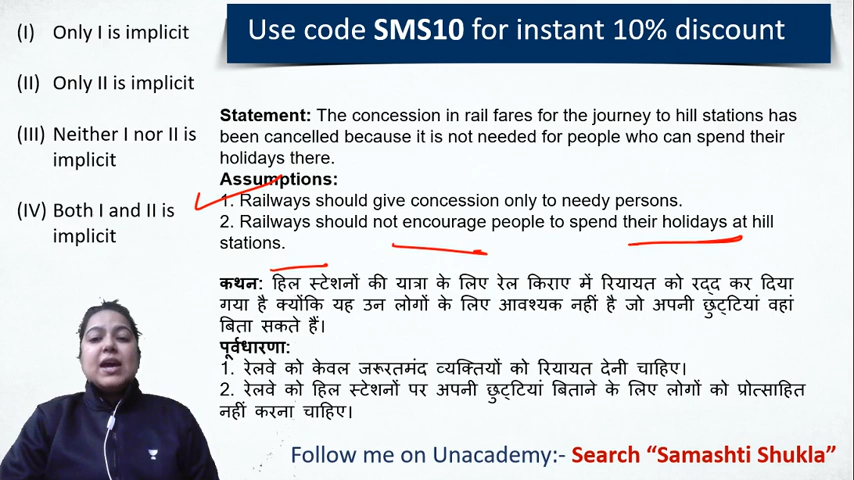 Use code SMS10 for instant 10% discount
(I) Only I is implicit
(II) Only II is implicit
(III) Neither I nor II is
implicit
(IV) Both I and II is
implicit
Statement: The concession in rail fares for the journey to hill stations has
been cancelled because it is not needed for people who can spend their
holidays there.
Assumptions:
1. Railways should give concession only to needy persons.
2. Railways should not encourage people to spend their holidays at hill
stations.
कथन: हिल स्टेशनों की यात्रा के लिए रेल किराए में रियायत को रद्द कर दिया
गया है क्योंकि यह उन लोगों के लिए आवश्यक नहीं है जो अपनी छुट्टियां वहां
बिता सकते हैं।
पूर्वधारणा:
1. रेलवे को केवल जरूरतमंद व्यक्तियों को रियायत देनी चाहिए।
2. रेलवे को हिल स्टेशनों पर अपनी छुट्टियां बिताने के लिए लोगों को प्रोत्साहित
नहीं करना चाहिए।
Follow me on Unacademy:- Search “Samashti Shukla”